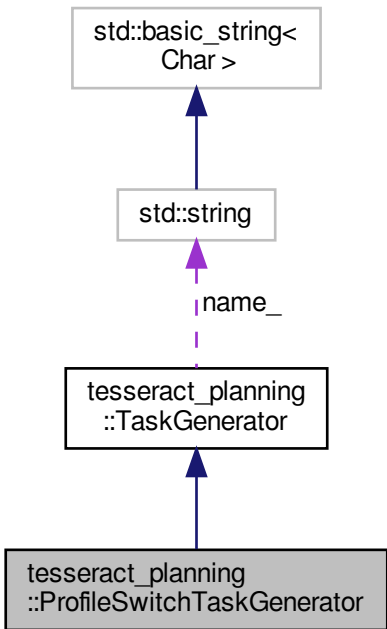 std::basic_string<
Char >
std::string
name_
tesseract_planning
::TaskGenerator
tesseract_planning
::ProfileSwitchTaskGenerator